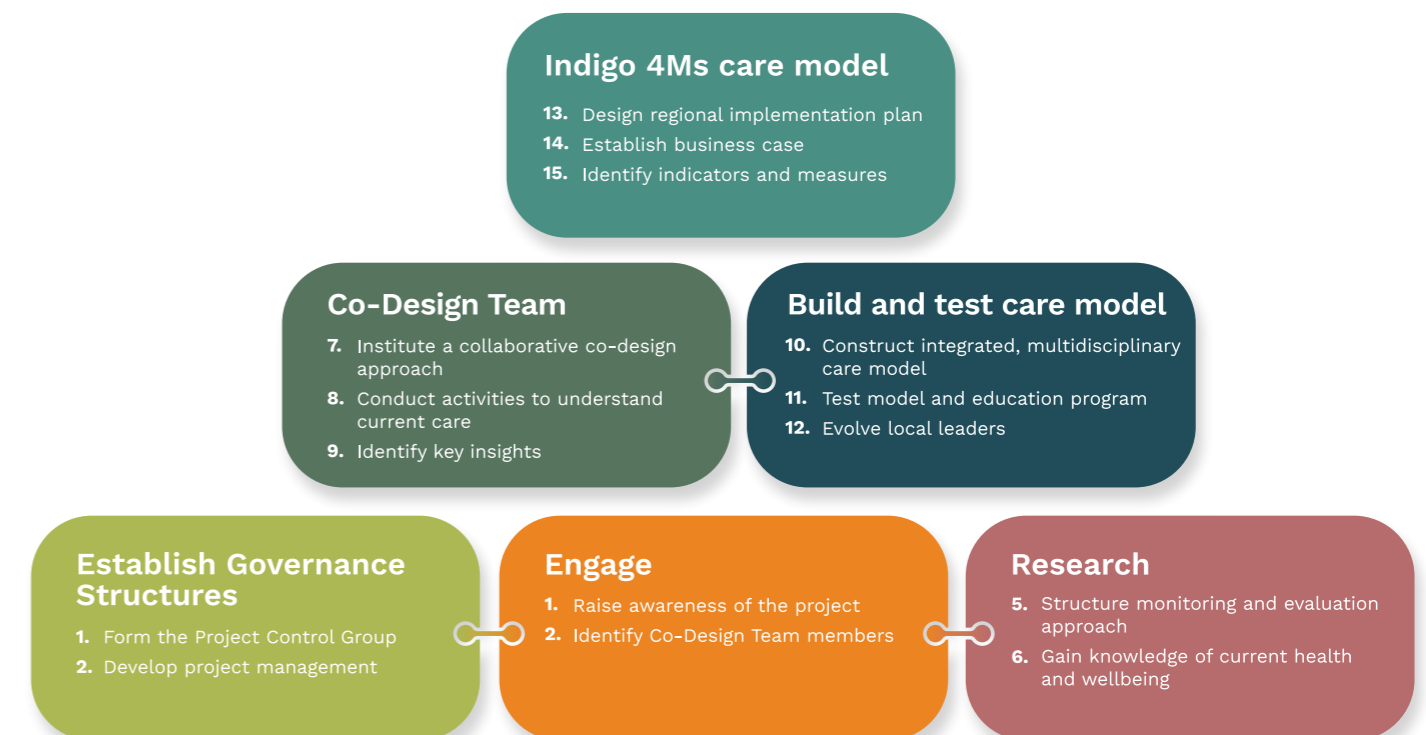 Indigo 4Ms care model
13. Design regional implementation plan
14. Establish business case
15. Identify indicators and measures
Co-Design Team
7. Institute a collaborative co-design
approach
8. Conduct activities to understand
current care
9. Identify key insights
Build and test care model
10. Construct integrated, multidisciplinary
care model
11. Test model and education program
12. Evolve local leaders
Establish Governance
Structures
1. Form the Project Control Group
2. Develop project management
Engage
1. Raise awareness of the project
2. Identify Co-Design Team members
Research
5. Structure monitoring and evaluation
approach
6. Gain knowledge of current health
and wellbeing